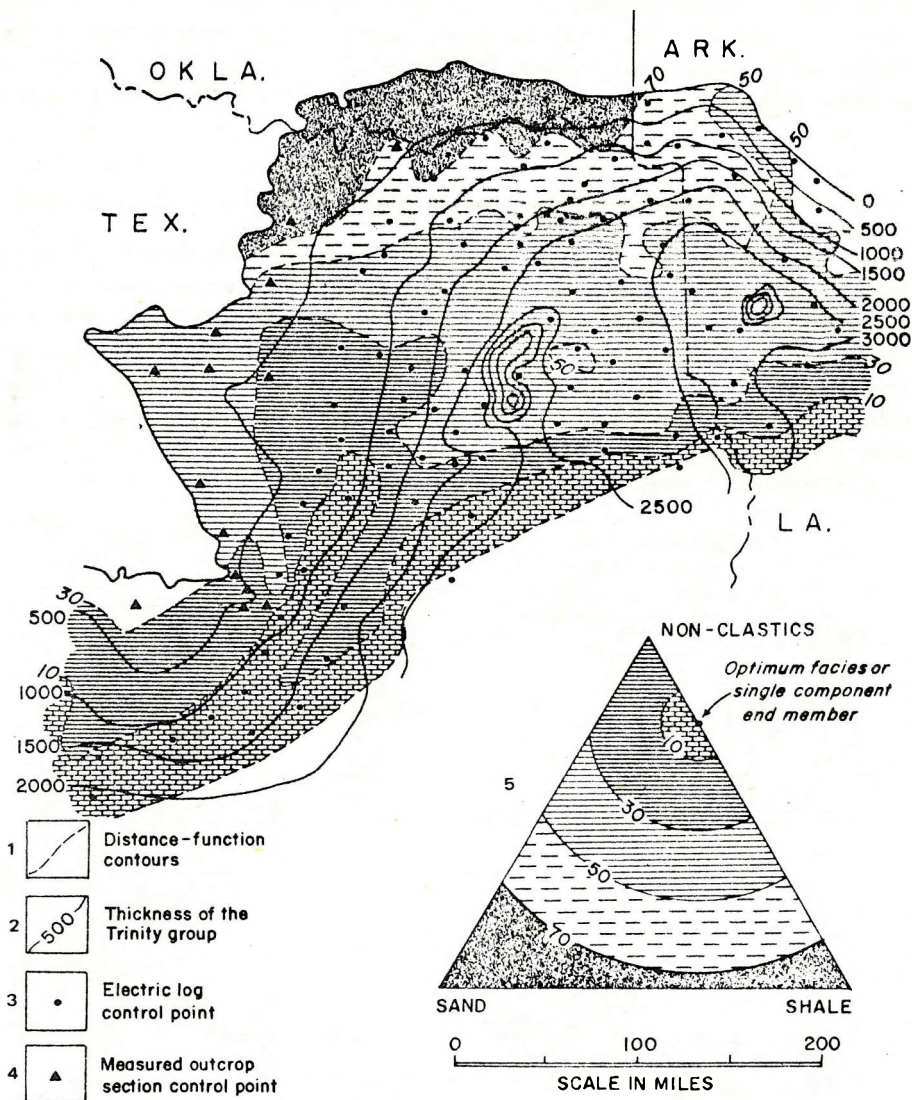 OKLA.
ARK.
TEX.
LA.
70
50
50
0
500
1000
1500
2000
2500
3000
30
10
50
2500
30
500
10
1000
1500
2000
NON-CLASTICS
Optimum facies or
single component
end member
10
30
50
70
SAND
SHALE
5
0
100
200
SCALE IN MILES
1
Distance-function
contours
2
500
Thickness of the
Trinity group
3
Electric log
control point
4
Measured outcrop
section control point